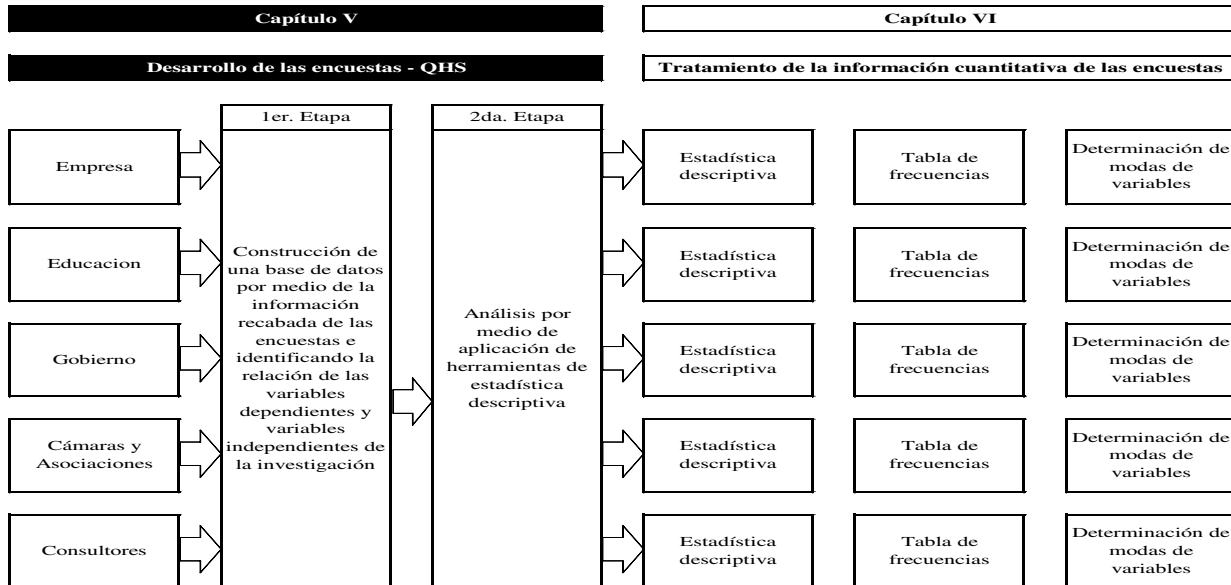 Capítulo V
Capítulo VI
Desarrollo de las encuestas - QHS
Tratamiento de la información cuantitativa de las encuestas
1er. Etapa
2da. Etapa
Empresa
Educacion
Gobierno
Cámaras y
Asociaciones
Consultores
Construcción de
una base de datos
por medio de la
información
recabada de las
encuestas e
identificando la
relación de las
variables
dependientes y
variables
independientes de
la investigación
Análisis por
medio de
aplicación de
herramientas de
estadística
descriptiva
Estadística
descriptiva
Tabla de
frecuencias
Determinación de
modas de
variables
Estadística
descriptiva
Tabla de
frecuencias
Determinación de
modas de
variables
Estadística
descriptiva
Tabla de
frecuencias
Determinación de
modas de
variables
Estadística
descriptiva
Tabla de
frecuencias
Determinación de
modas de
variables
Estadística
descriptiva
Tabla de
frecuencias
Determinación de
modas de
variables